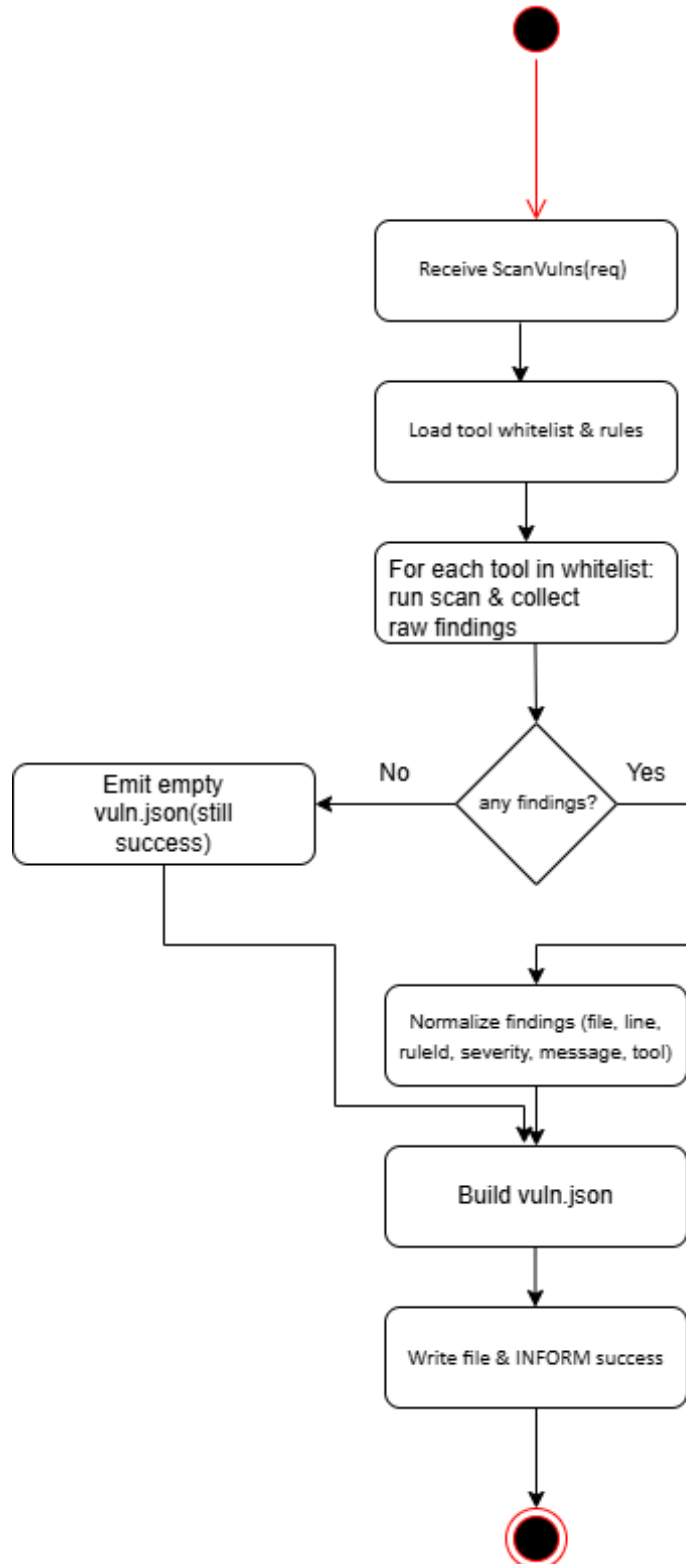 Receive ScanVulns(req)
Load tool whitelist & rules
For each tool in whitelist:
run scan & collect
raw findings
No
Yes
any findings?
Emit empty
vuln.json(still
success)
Normalize findings (file, line,
ruleId, severity, message, tool)
Build vuln.json
Write file & INFORM success